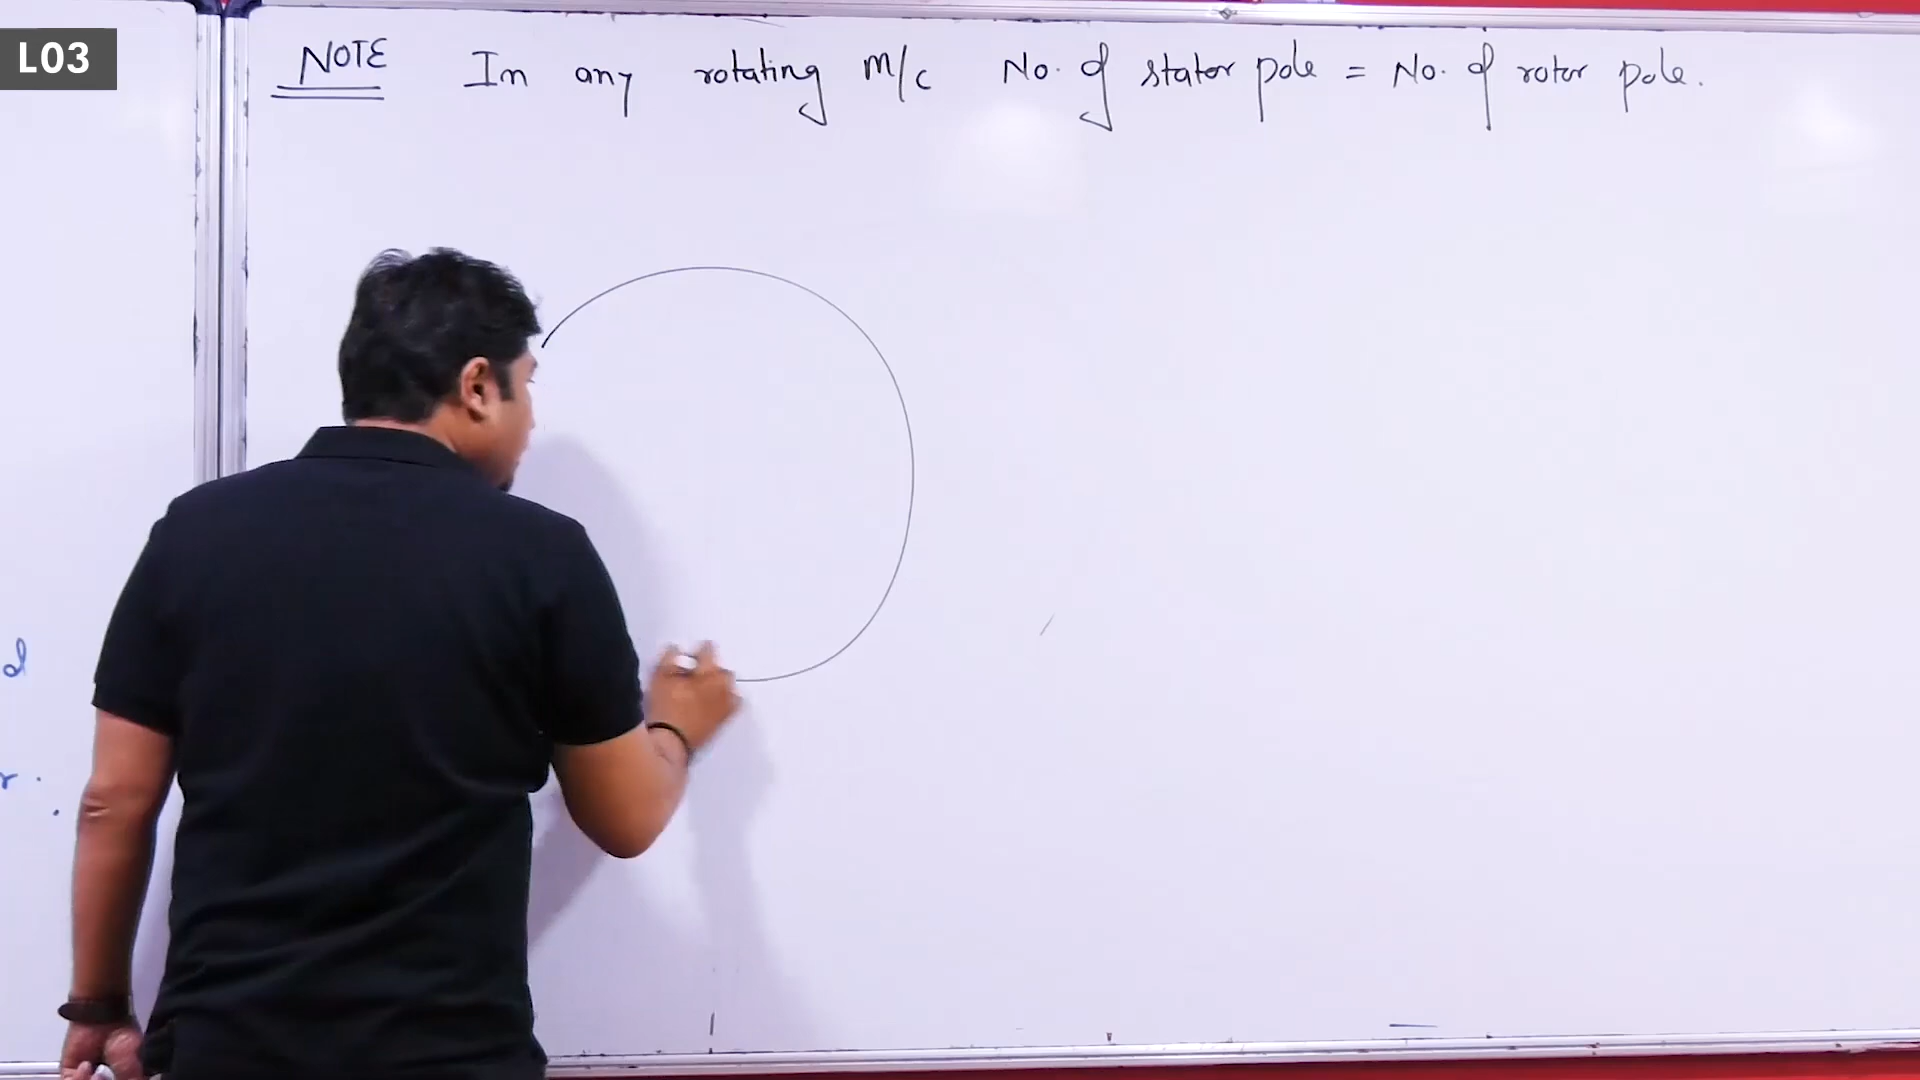 L03
NOTE In any rotating m/c No. of stator pole = No. of rotor pole.
d
r.